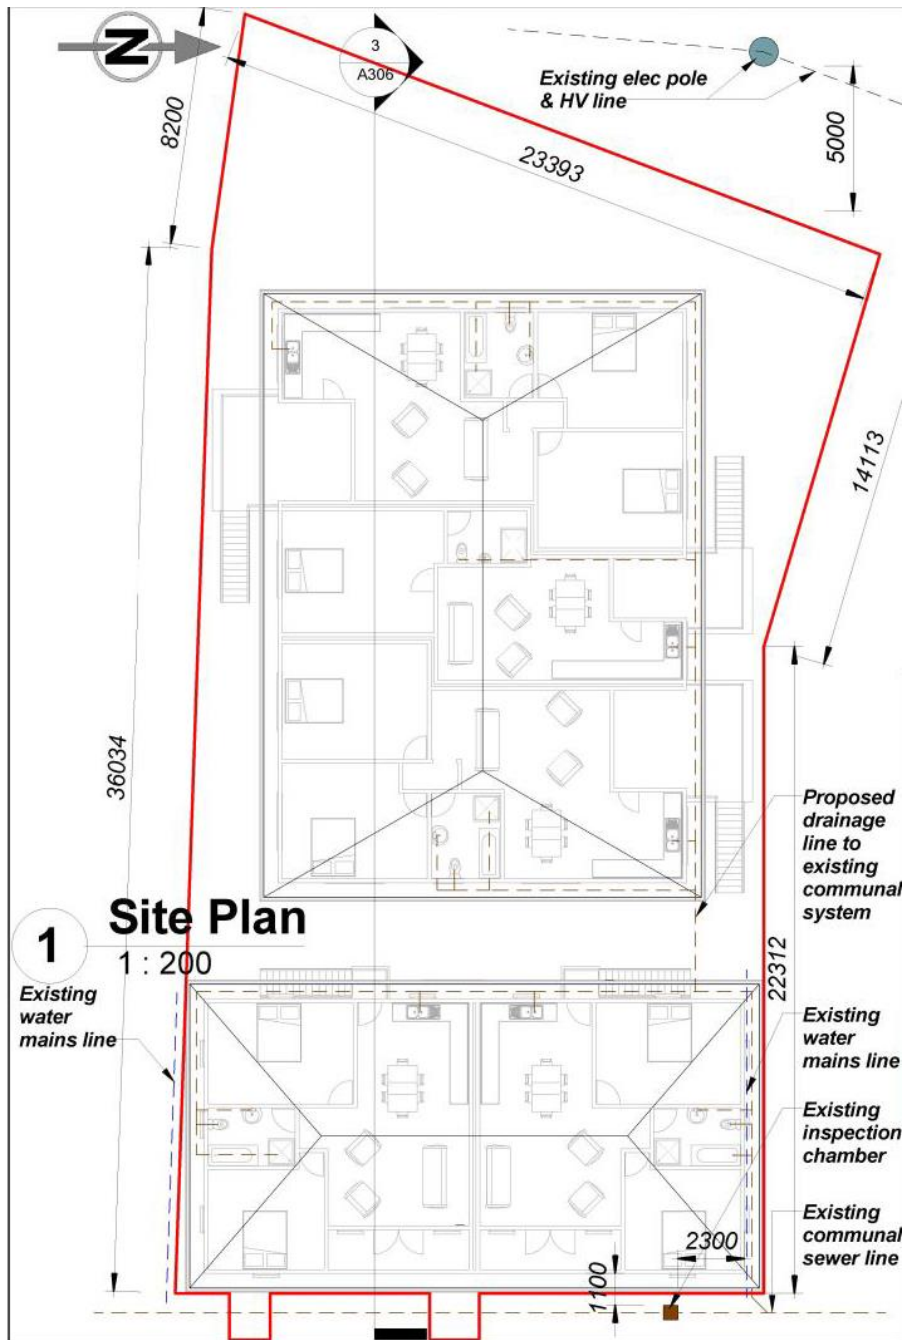 N
3
A306
Existing elec pole
& HV line
8200
23393
5000
14113
36034
Proposed
drainage
line to
existing
communal
system
1
Site Plan
1 : 200
22312
Existing
water
mains line
Existing
water
mains line
Existing
inspection
chamber
Existing
communal
sewer line
2300
1100